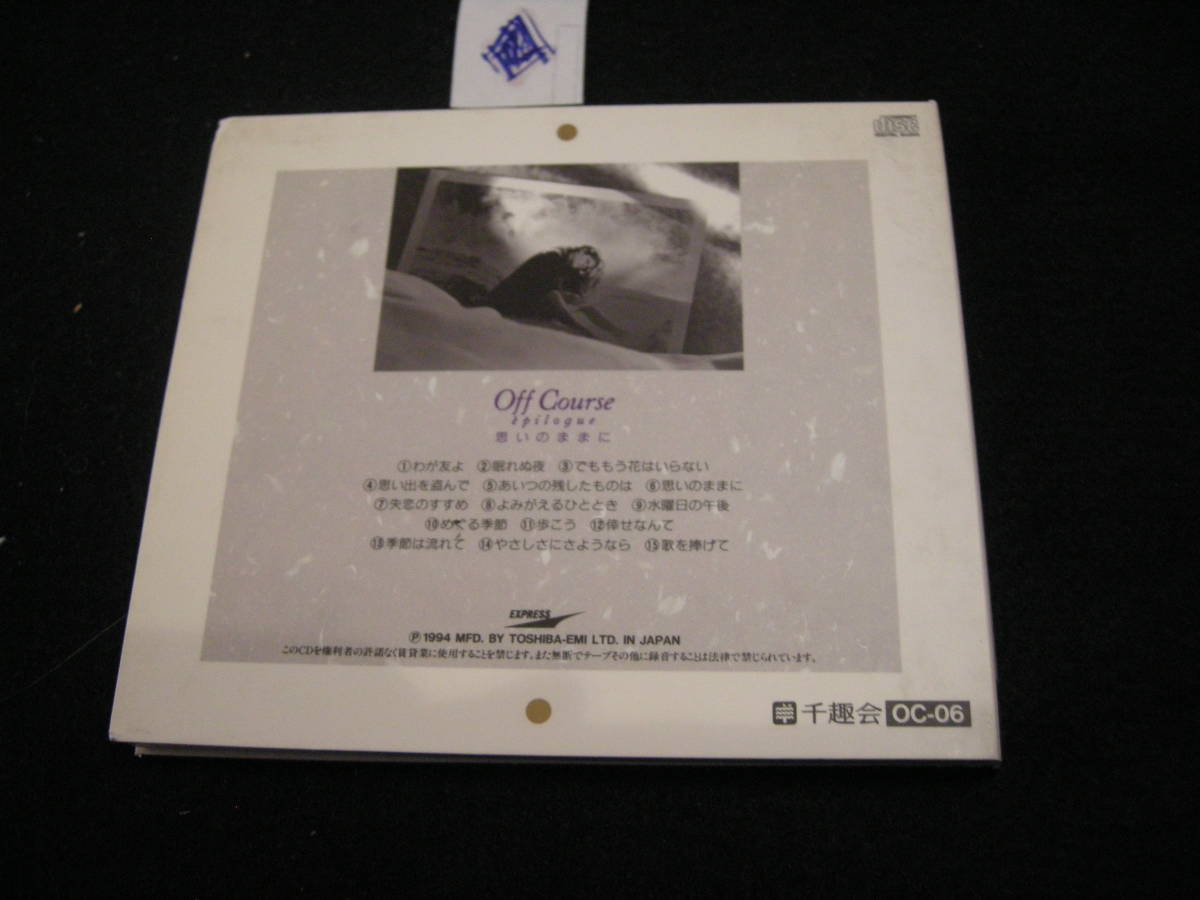 disc
DIGITAL AUDIO
Off Course
épilogue
思いのままに
①わが友よ ②眠れぬ夜 ③でももう花はいらない
④思い出を盗んで ⑤あいつの残したものは ⑥思いのままに
⑦失恋のすすめ ⑧よみがえるひととき ⑨水曜日の午後
⑩めぐる季節 ⑪歩こう ⑫倖せなんて
⑬季節は流れて ⑭やさしさにさようなら ⑮歌を捧げて
EXPRESS
Ⓟ1994 MFD. BY TOSHIBA-EMI LTD. IN JAPAN
このCDを権利者の許諾なく賃貸業に使用することを禁じます。また無断でテープその他に録音することは法律で禁じられています。
千趣会 OC-06